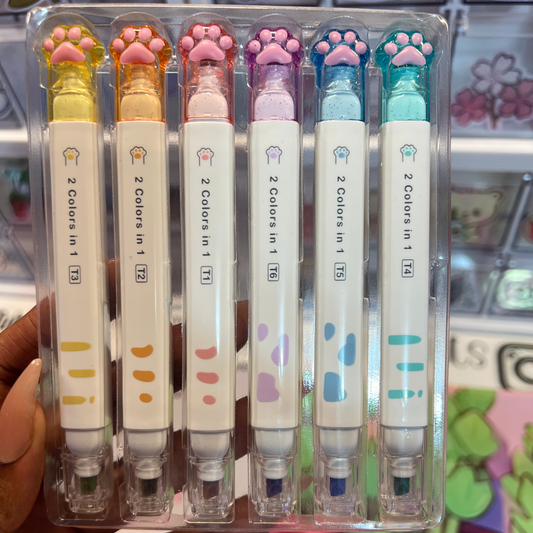 2 Colors in 1 T3
2 Colors in 1 T2
2 Colors in 1 T1
2 Colors in 1 T6
2 Colors in 1 T5
2 Colors in 1 T4